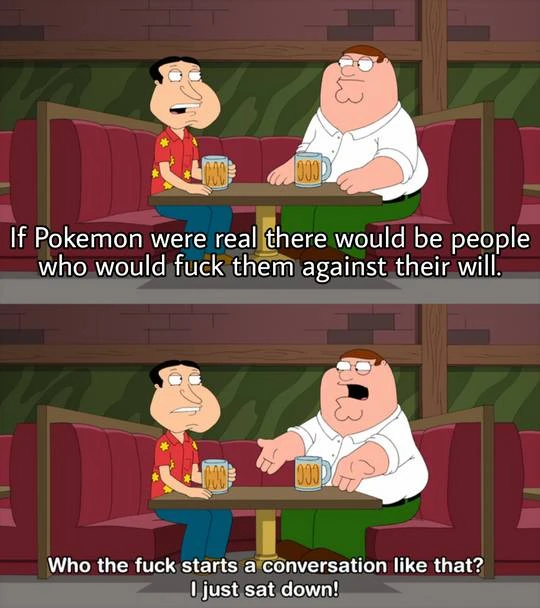 If Pokemon were real there would be people
who would fuck them against their will.
Who the fuck starts a conversation like that?
I just sat down!